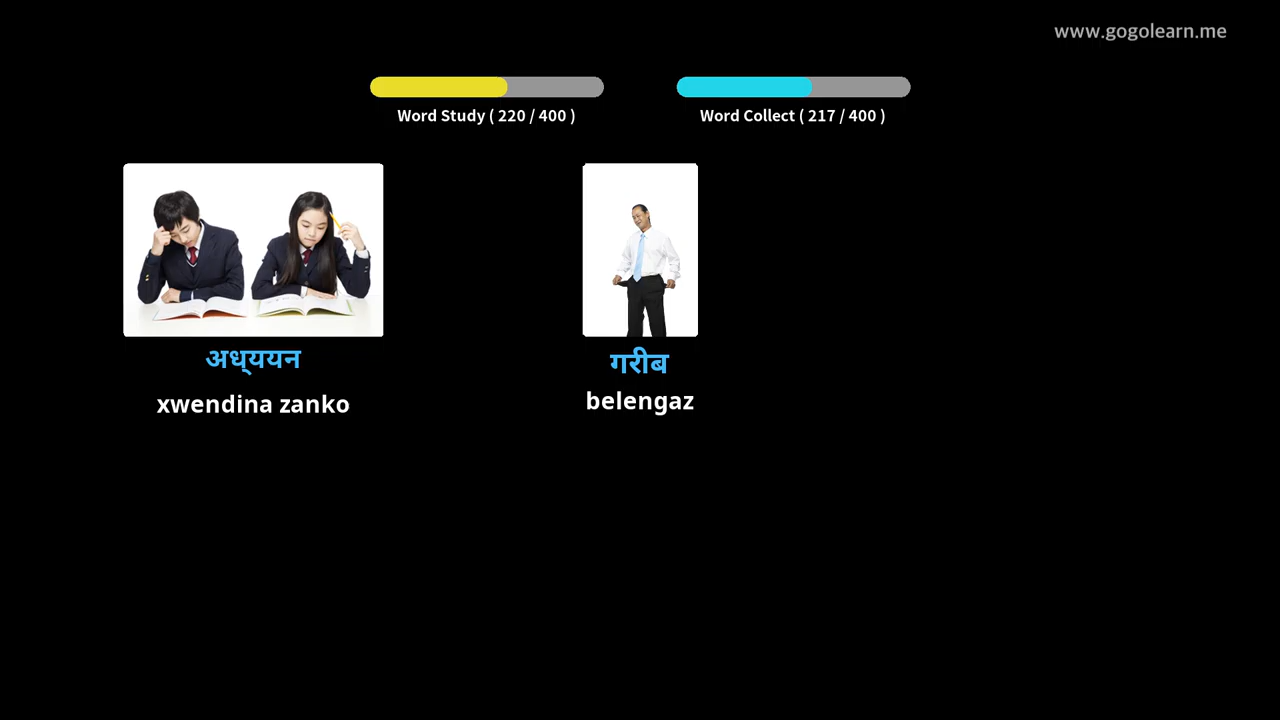 www.gogolearn.me
Word Study ( 220 / 400 )
Word Collect ( 217 / 400 )
अध्ययन
xwendina zanko
गरीब
belengaz